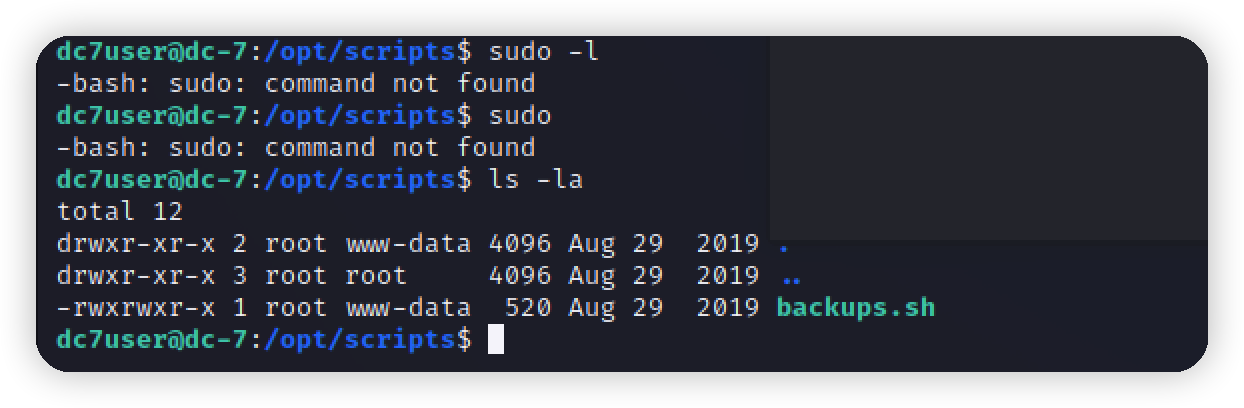 dc7user@dc-7:/opt/scripts$ sudo -l
-bash: sudo: command not found
dc7user@dc-7:/opt/scripts$ sudo
-bash: sudo: command not found
dc7user@dc-7:/opt/scripts$ ls -la
total 12
drwxr-xr-x 2 root www-data 4096 Aug 29  2019 .
drwxr-xr-x 3 root root     4096 Aug 29  2019 ..
-rwxrwxr-x 1 root www-data  520 Aug 29  2019 backups.sh
dc7user@dc-7:/opt/scripts$